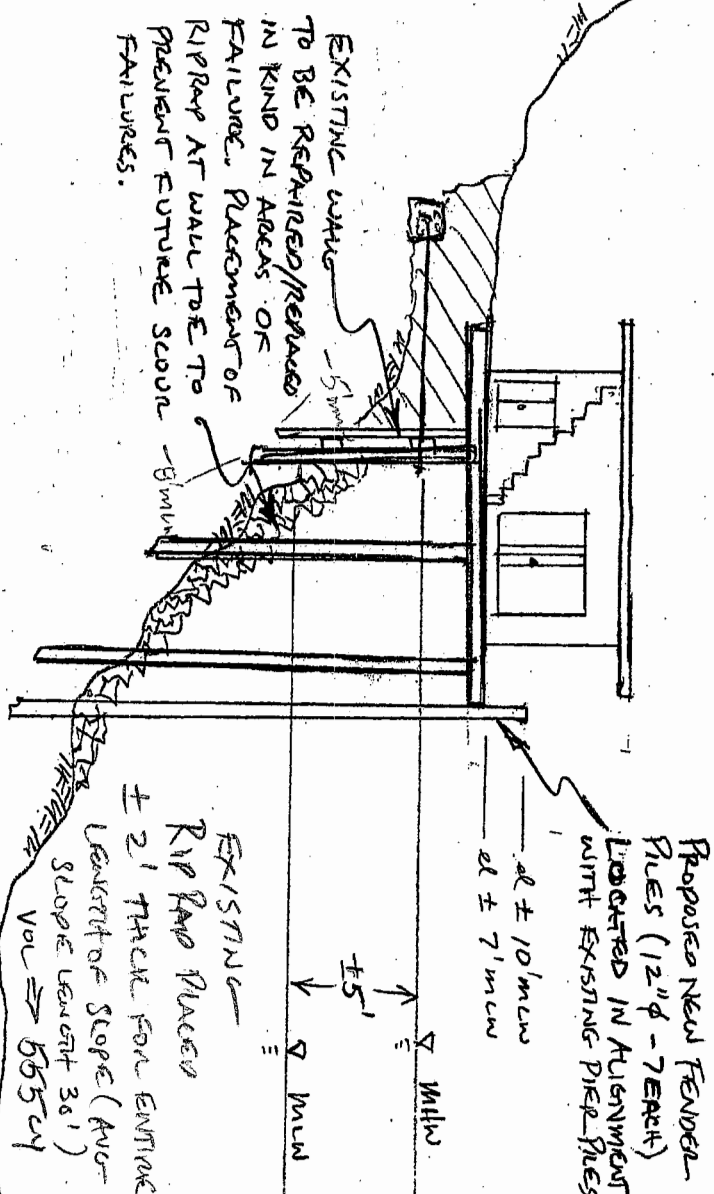 EXISTING WALL
TO BE REPAIRED/REPLACED
IN KIND IN AREAS OF
FAILURE. PLACEMENT OF
RIPRAP AT WALL TOE TO
PREVENT FUTURE SCOUR
FAILURES.
-5' MLW
-8' MLW
PROPOSED NEW FENDER
PILES (12"φ - 7 EACH)
LOCATED IN ALIGNMENT
WITH EXISTING PIER PILES
el ± 10' MLW
el ± 7' MLW
±5'
MHW
MLW
EXISTING
RIP RAP PLACED
± 2' THICK FOR ENTIRE
LENGTH OF SLOPE (AVG
SLOPE LENGTH 30')
VOL ⇒ 555 CY